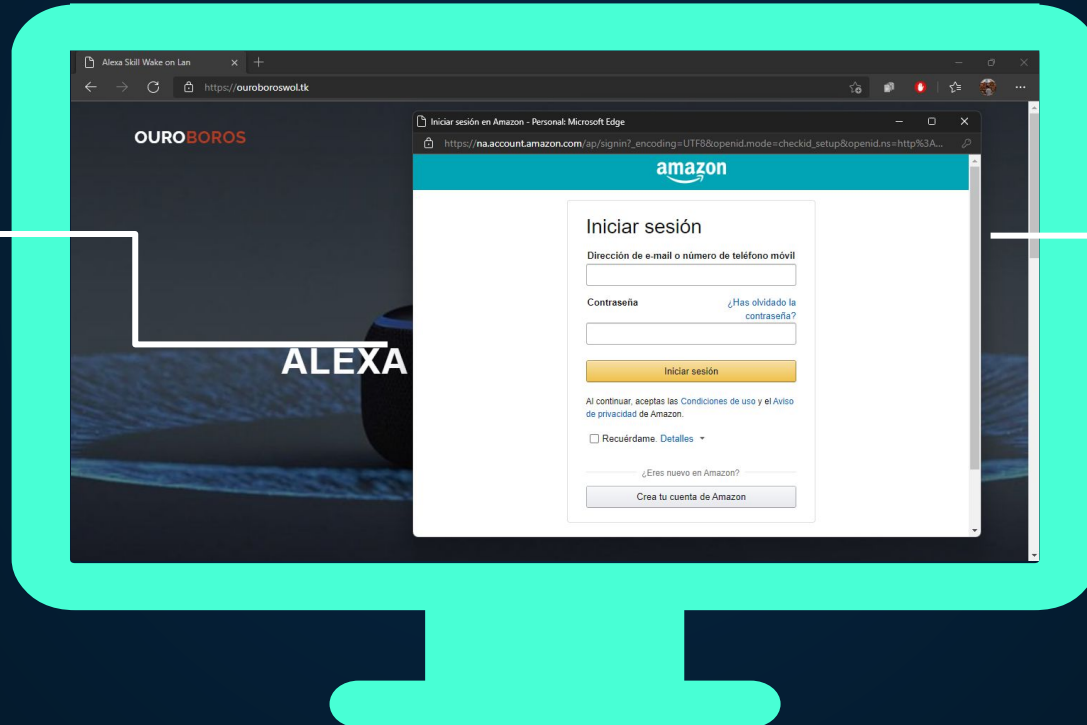 Alexa Skill Wake on Lan
https://ouroboroswol.tk
OUROBOROS
ALEXA
Iniciar sesión en Amazon - Personal: Microsoft Edge
https://na.account.amazon.com/ap/signin?_encoding=UTF8&openid.mode=checkid_setup&openid.ns=http%3A...
amazon
Iniciar sesión
Dirección de e-mail o número de teléfono móvil
Contraseña
¿Has olvidado la
contraseña?
Iniciar sesión
Al continuar, aceptas las Condiciones de uso y el Aviso
de privacidad de Amazon.
Recuérdame. Detalles
¿Eres nuevo en Amazon?
Crea tu cuenta de Amazon